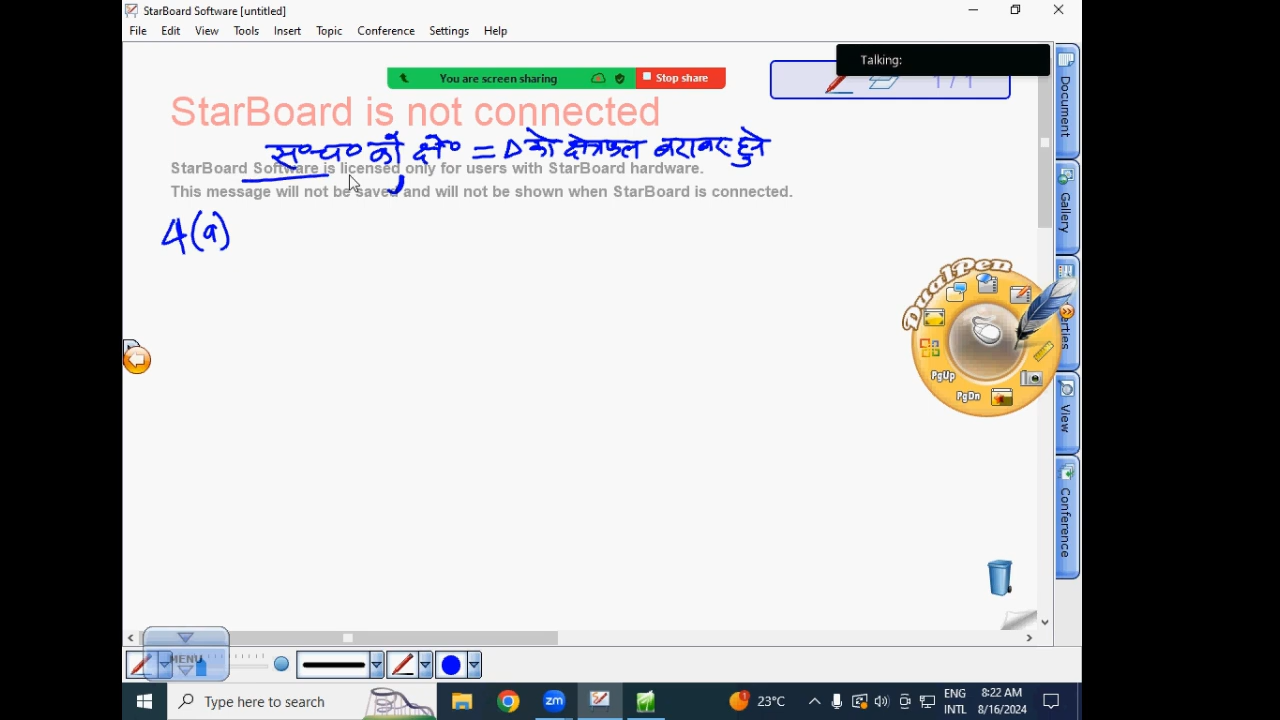 StarBoard Software [untitled]
File Edit View Tools Insert Topic Conference Settings Help
Talking:
You are screen sharing Stop share
1 / 1
StarBoard is not connected
स॰च॰ को क्षे॰ = Δ को क्षेत्रफल बराबर हुने
StarBoard Software is licensed only for users with StarBoard hardware.
This message will not be saved and will not be shown when StarBoard is connected.
4(a)
DualPen
PgUp
PgDn
Document
Gallery
Properties
View
Conference
MENU
Type here to search
23°C
ENG
INTL
8:22 AM
8/16/2024